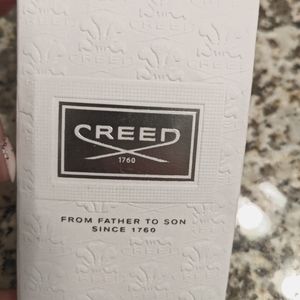 CREED
1760
FROM FATHER TO SON
SINCE 1760